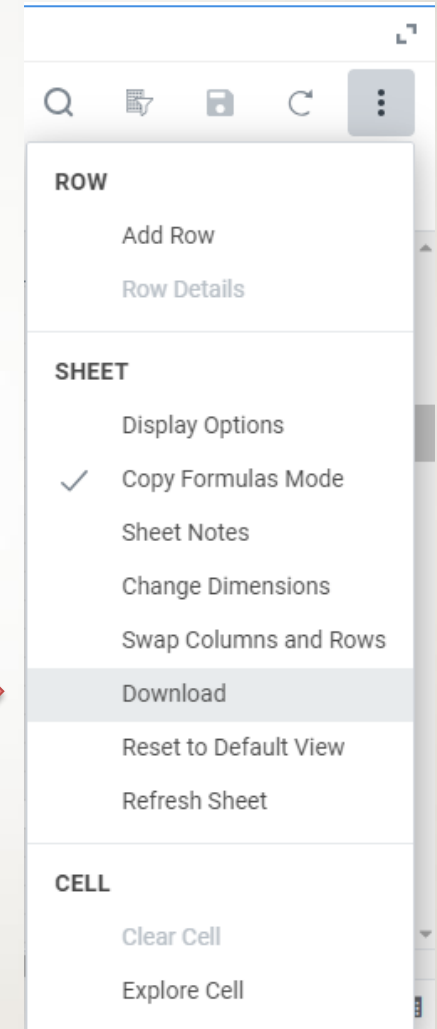 ROW
Add Row
Row Details
SHEET
Display Options
Copy Formulas Mode
Sheet Notes
Change Dimensions
Swap Columns and Rows
Download
Reset to Default View
Refresh Sheet
CELL
Clear Cell
Explore Cell